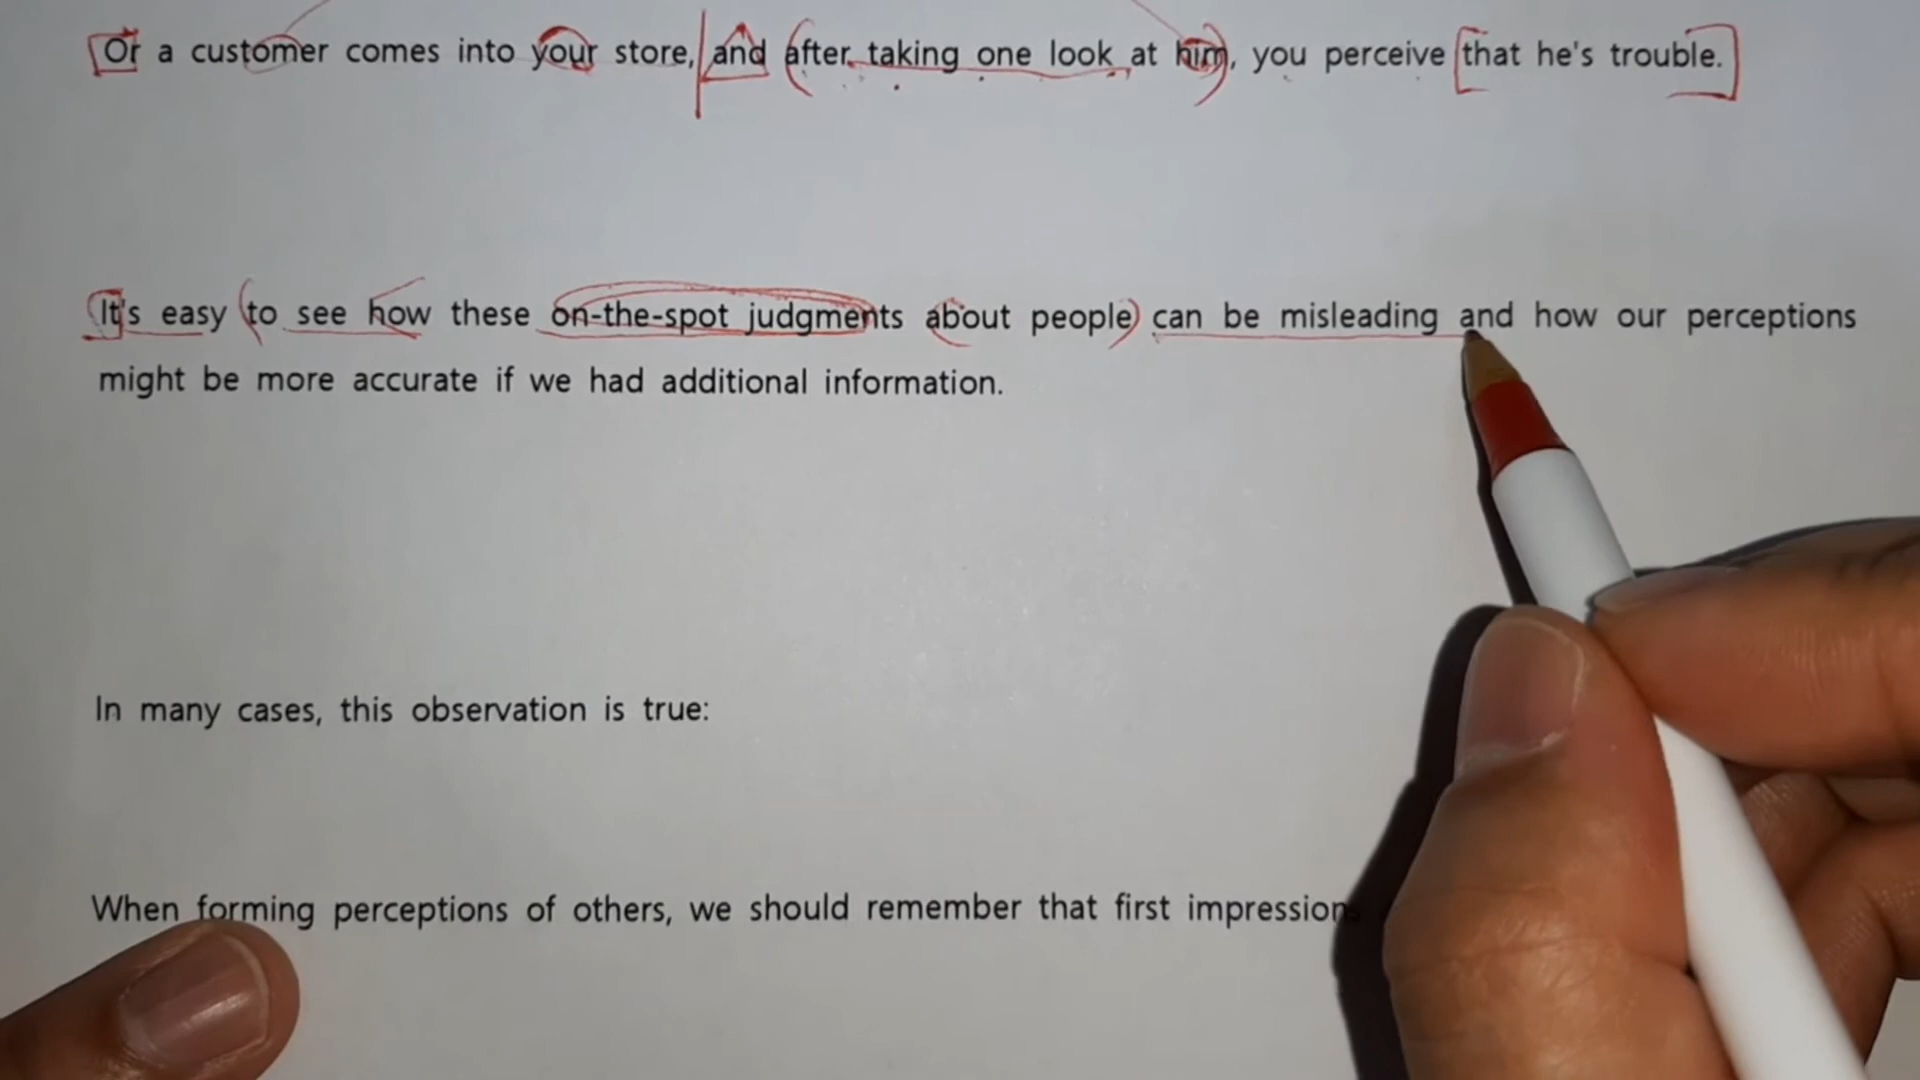 Or a customer comes into your store, and after taking one look at him, you perceive that he's trouble.
It's easy to see how these on-the-spot judgments about people can be misleading and how our perceptions
might be more accurate if we had additional information.
In many cases, this observation is true:
When forming perceptions of others, we should remember that first